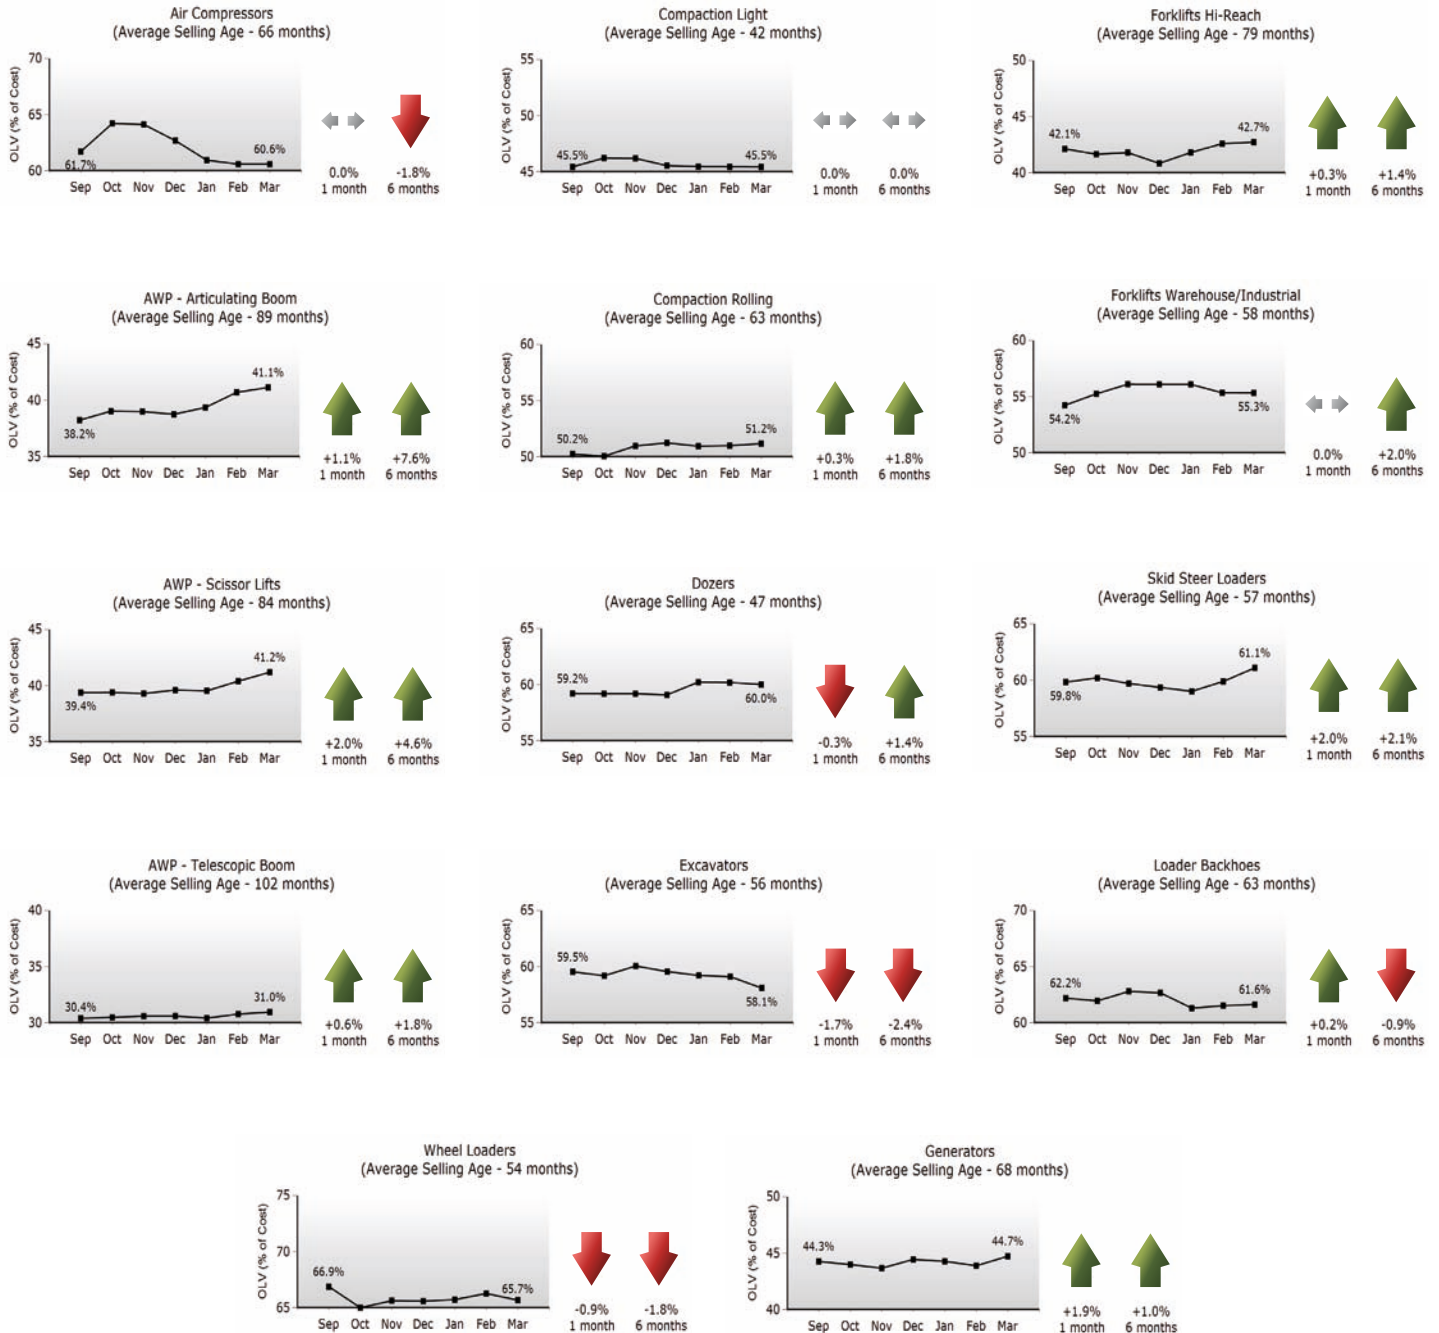 Air Compressors
(Average Selling Age - 66 months)
OLV (% of Cost)
70
65
60
61.7%
60.6%
Sep Oct Nov Dec Jan Feb Mar
0.0%
1 month
-1.8%
6 months
Compaction Light
(Average Selling Age - 42 months)
OLV (% of Cost)
55
50
45
45.5%
45.5%
Sep Oct Nov Dec Jan Feb Mar
0.0%
1 month
0.0%
6 months
Forklifts Hi-Reach
(Average Selling Age - 79 months)
OLV (% of Cost)
50
45
40
42.1%
42.7%
Sep Oct Nov Dec Jan Feb Mar
+0.3%
1 month
+1.4%
6 months
AWP - Articulating Boom
(Average Selling Age - 89 months)
OLV (% of Cost)
45
40
35
38.2%
41.1%
Sep Oct Nov Dec Jan Feb Mar
+1.1%
1 month
+7.6%
6 months
Compaction Rolling
(Average Selling Age - 63 months)
OLV (% of Cost)
60
55
50
50.2%
51.2%
Sep Oct Nov Dec Jan Feb Mar
+0.3%
1 month
+1.8%
6 months
Forklifts Warehouse/Industrial
(Average Selling Age - 58 months)
OLV (% of Cost)
60
55
50
54.2%
55.3%
Sep Oct Nov Dec Jan Feb Mar
0.0%
1 month
+2.0%
6 months
AWP - Scissor Lifts
(Average Selling Age - 84 months)
OLV (% of Cost)
45
40
35
39.4%
41.2%
Sep Oct Nov Dec Jan Feb Mar
+2.0%
1 month
+4.6%
6 months
Dozers
(Average Selling Age - 47 months)
OLV (% of Cost)
65
60
55
59.2%
60.0%
Sep Oct Nov Dec Jan Feb Mar
-0.3%
1 month
+1.4%
6 months
Skid Steer Loaders
(Average Selling Age - 57 months)
OLV (% of Cost)
65
60
55
59.8%
61.1%
Sep Oct Nov Dec Jan Feb Mar
+2.0%
1 month
+2.1%
6 months
AWP - Telescopic Boom
(Average Selling Age - 102 months)
OLV (% of Cost)
40
35
30
30.4%
31.0%
Sep Oct Nov Dec Jan Feb Mar
+0.6%
1 month
+1.8%
6 months
Excavators
(Average Selling Age - 56 months)
OLV (% of Cost)
65
60
55
59.5%
58.1%
Sep Oct Nov Dec Jan Feb Mar
-1.7%
1 month
-2.4%
6 months
Loader Backhoes
(Average Selling Age - 63 months)
OLV (% of Cost)
70
65
60
62.2%
61.6%
Sep Oct Nov Dec Jan Feb Mar
+0.2%
1 month
-0.9%
6 months
Wheel Loaders
(Average Selling Age - 54 months)
OLV (% of Cost)
75
70
65
66.9%
65.7%
Sep Oct Nov Dec Jan Feb Mar
-0.9%
1 month
-1.8%
6 months
Generators
(Average Selling Age - 68 months)
OLV (% of Cost)
50
45
40
44.3%
44.7%
Sep Oct Nov Dec Jan Feb Mar
+1.9%
1 month
+1.0%
6 months